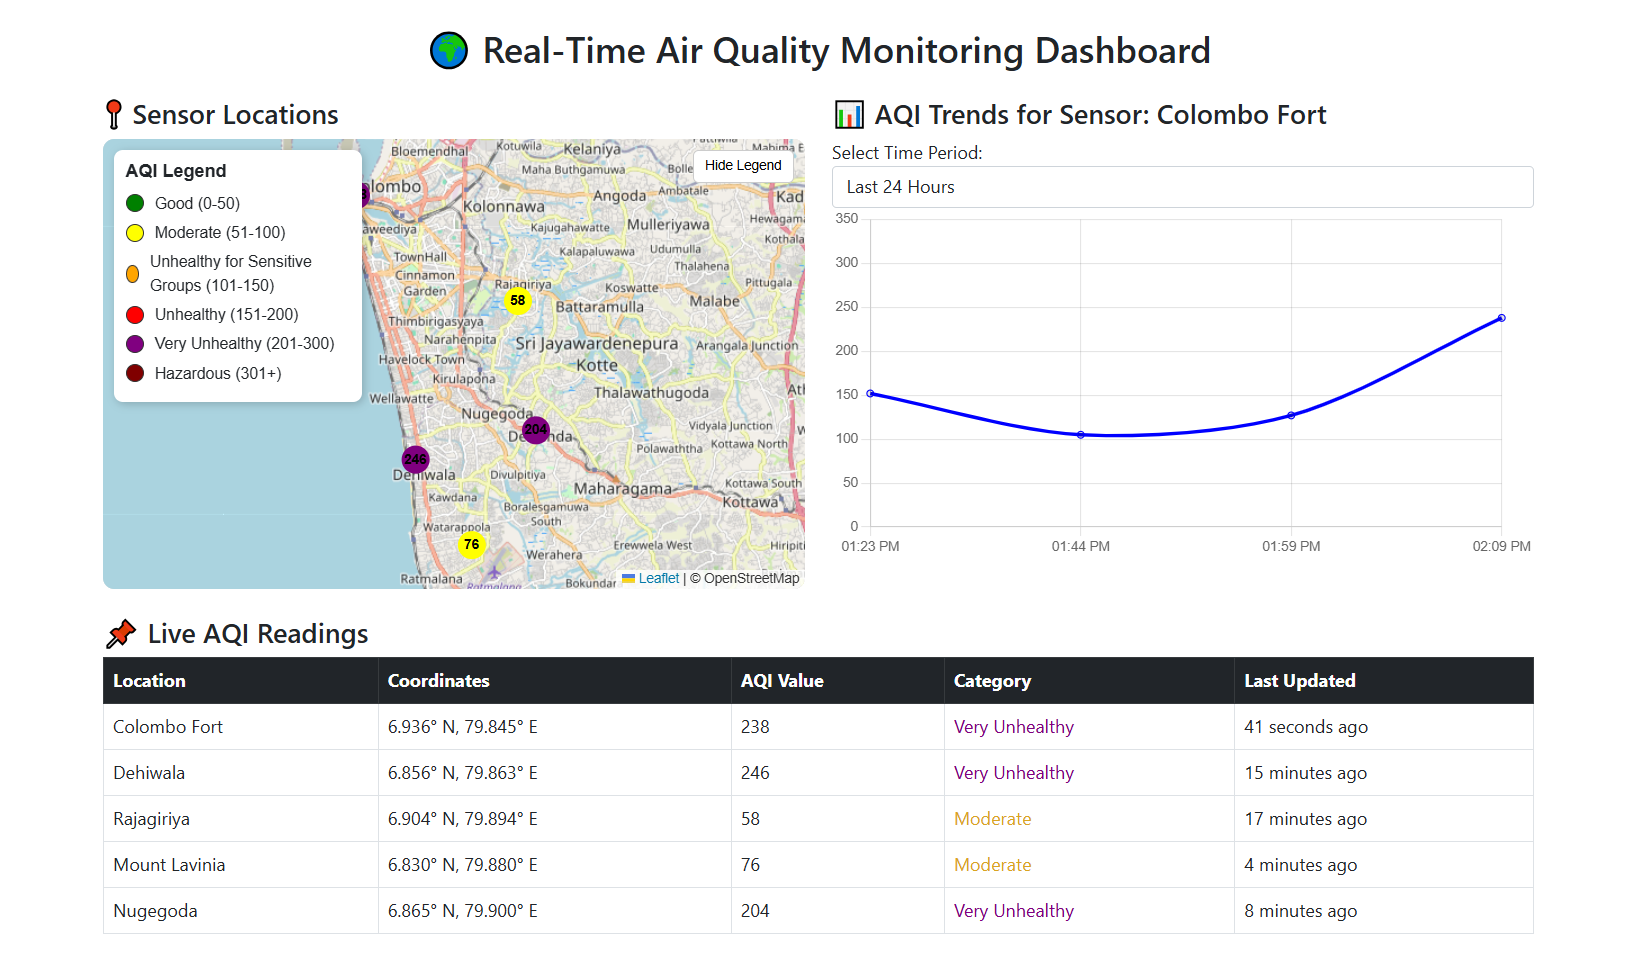 Real-Time Air Quality Monitoring Dashboard
Sensor Locations
AQI Legend
Good (0-50)
Moderate (51-100)
Unhealthy for Sensitive
Groups (101-150)
Unhealthy (151-200)
Very Unhealthy (201-300)
Hazardous (301+)
Hide Legend
Bloemendhal
Kotuwila
Kelaniya
Maha Buthgamuwa
Ambatale
Angoda
Kolonnawa
Kajugahawatte
Mulleriyawa
Kalapaluwawa
Udumulla
TownHall
Thalahena
Cinnamon
Garden
Rajagiriya
Koswatte
Pittugala
58
Battaramulla
Malabe
Thimbirigasyaya
Narahenpita
Sri Jayawardenepura
Kotte
Arangala Junction
Havelock Town
Kirulapona
Thalawathugoda
Wellawatte
Nugegoda
204
Vidyala Junction
Kottawa North
Polawaththa
246
Dehiwala
Divulpitiya
Maharagama
Kottawa South
Kottawa
Kawdana
Boralesgamuwa
South
Watarappola
76
Werahera
Erewwela West
Ratmalana
Ratmalana
Leaflet | © OpenStreetMap
AQI Trends for Sensor: Colombo Fort
Select Time Period:
Last 24 Hours
350
300
250
200
150
100
50
0
01:23 PM 01:44 PM 01:59 PM 02:09 PM
Live AQI Readings
Location Coordinates AQI Value Category Last Updated
Colombo Fort 6.936° N, 79.845° E 238 Very Unhealthy 41 seconds ago
Dehiwala 6.856° N, 79.863° E 246 Very Unhealthy 15 minutes ago
Rajagiriya 6.904° N, 79.894° E 58 Moderate 17 minutes ago
Mount Lavinia 6.830° N, 79.880° E 76 Moderate 4 minutes ago
Nugegoda 6.865° N, 79.900° E 204 Very Unhealthy 8 minutes ago